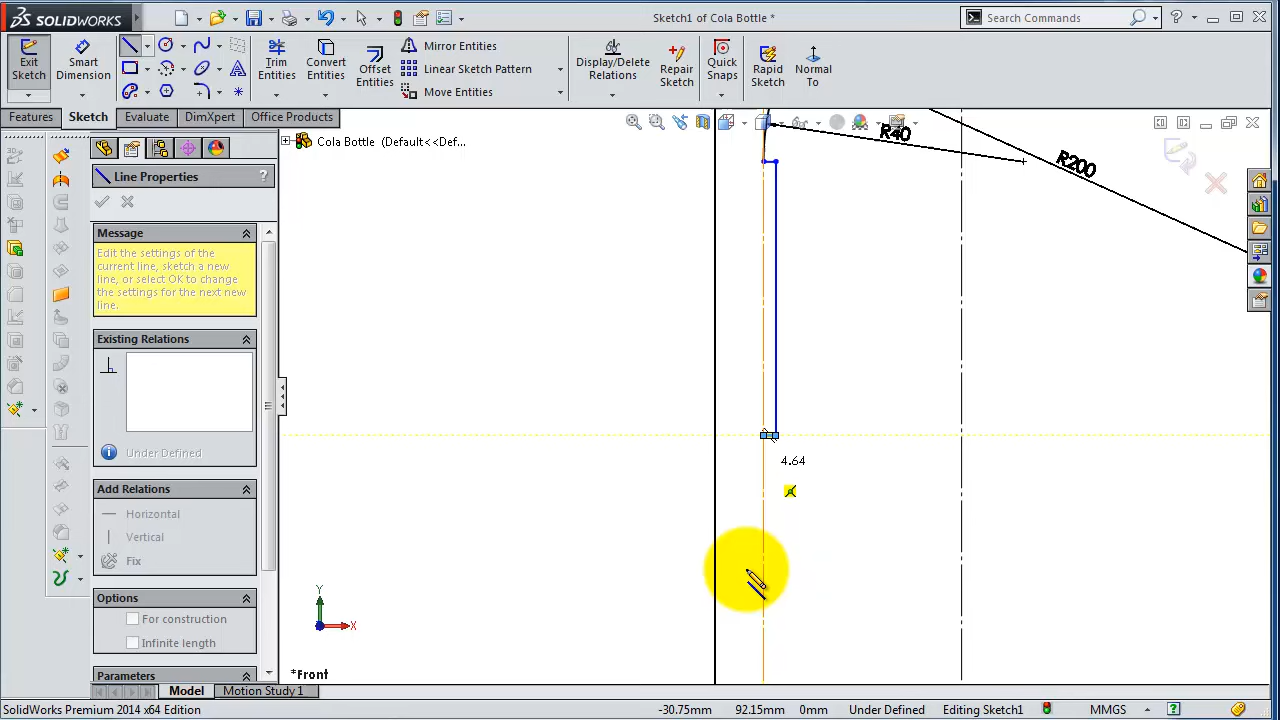 SOLIDWORKS
Sketch1 of Cola Bottle *
Search Commands
Exit Sketch
Smart Dimension
Trim Entities
Convert Entities
Offset Entities
Mirror Entities
Linear Sketch Pattern
Move Entities
Display/Delete Relations
Repair Sketch
Quick Snaps
Rapid Sketch
Normal To
Features
Sketch
Evaluate
DimXpert
Office Products
Cola Bottle (Default<<Def...
Line Properties
?
Message
Edit the settings of the
current line, sketch a new
line, or select OK to change
the settings for the next new
line.
Existing Relations
Under Defined
Add Relations
Horizontal
Vertical
Fix
Options
For construction
Infinite length
Parameters
R40
R200
4.64
Y
X
*Front
Model
Motion Study 1
SolidWorks Premium 2014 x64 Edition
-30.75mm
92.15mm
0mm
Under Defined
Editing Sketch1
MMGS